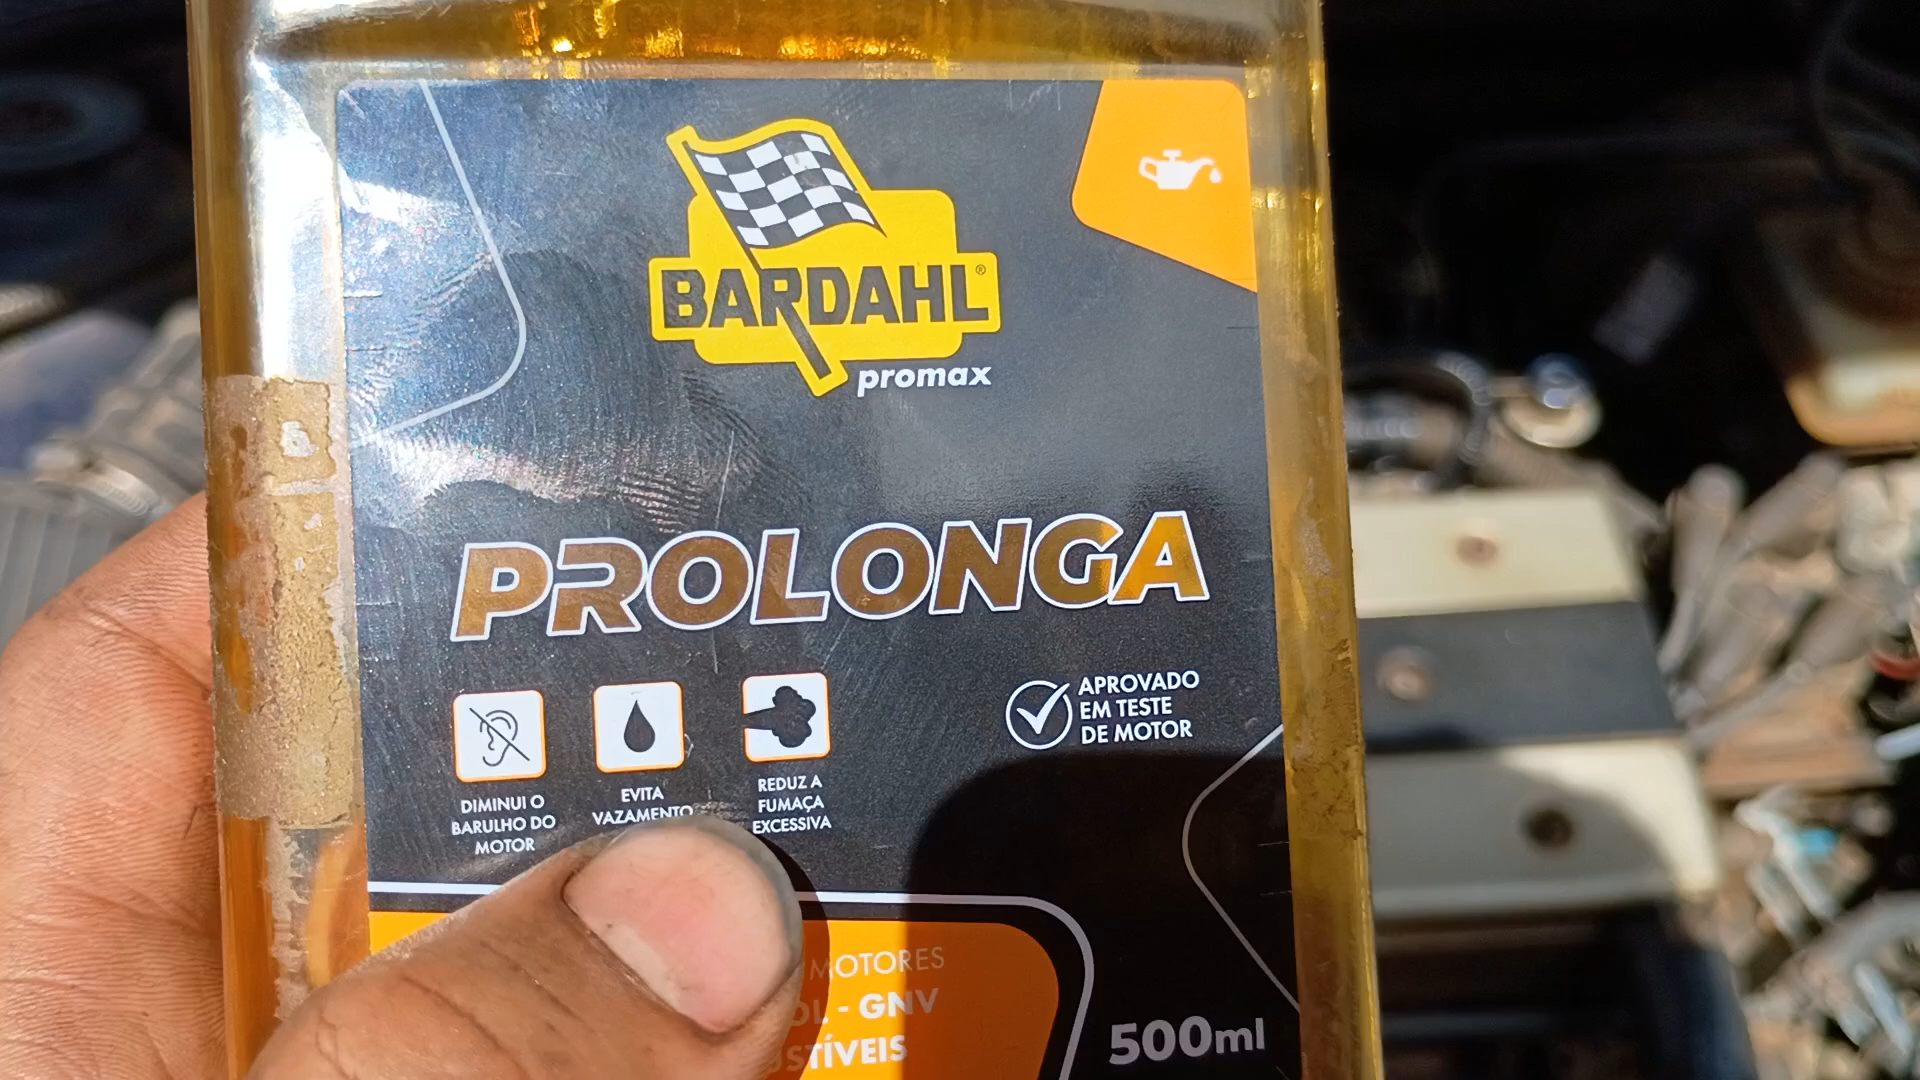 BARDAHL®
promax
PROLONGA
DIMINUI O
BARULHO DO
MOTOR
EVITA
VAZAMENTO
REDUZ A
FUMAÇA
EXCESSIVA
APROVADO
EM TESTE
DE MOTOR
MOTORES
- GNV
500ml